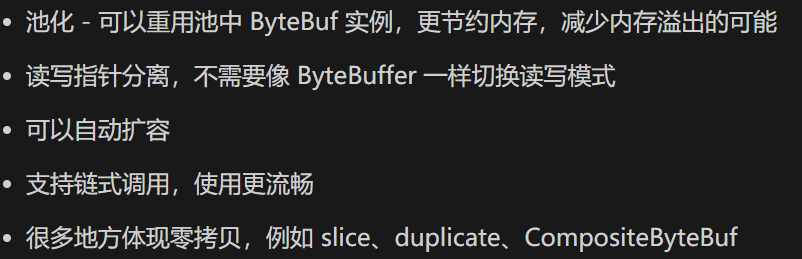 • 池化 - 可以重用池中 ByteBuf 实例，更节约内存，减少内存溢出的可能
• 读写指针分离，不需要像 ByteBuffer 一样切换读写模式
• 可以自动扩容
• 支持链式调用，使用更流畅
• 很多地方体现零拷贝，例如 slice、duplicate、CompositeByteBuf